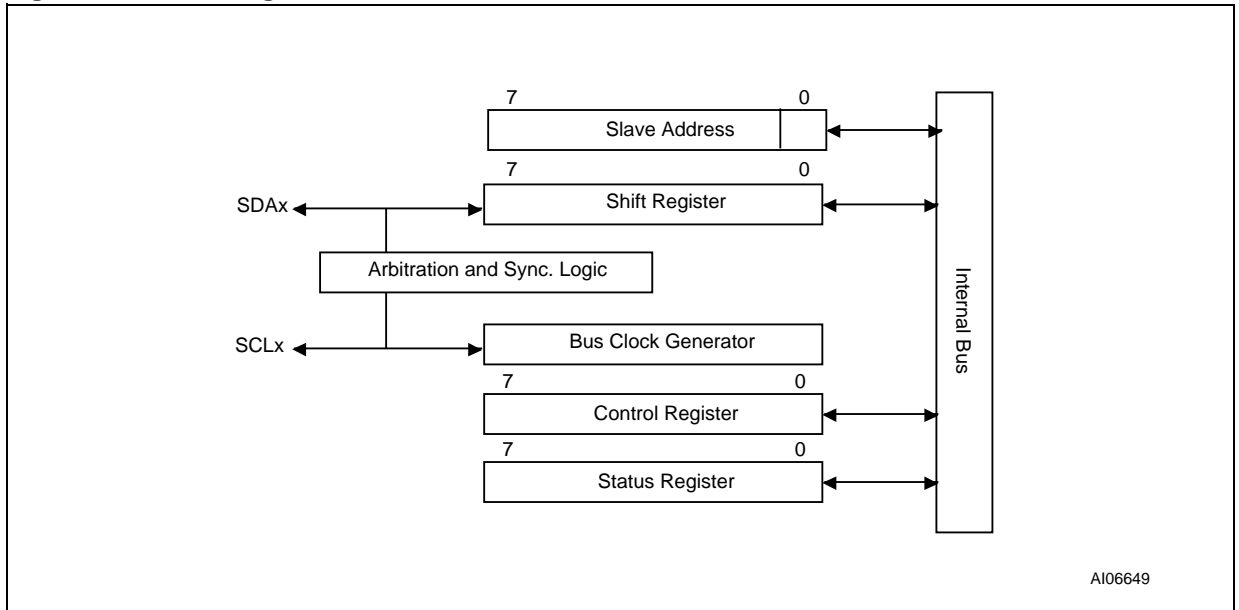 7 0
Slave Address
7 0
SDAx
Shift Register
Arbitration and Sync. Logic
SCLx
Bus Clock Generator
7 0
Control Register
7 0
Status Register
Internal Bus
AI06649